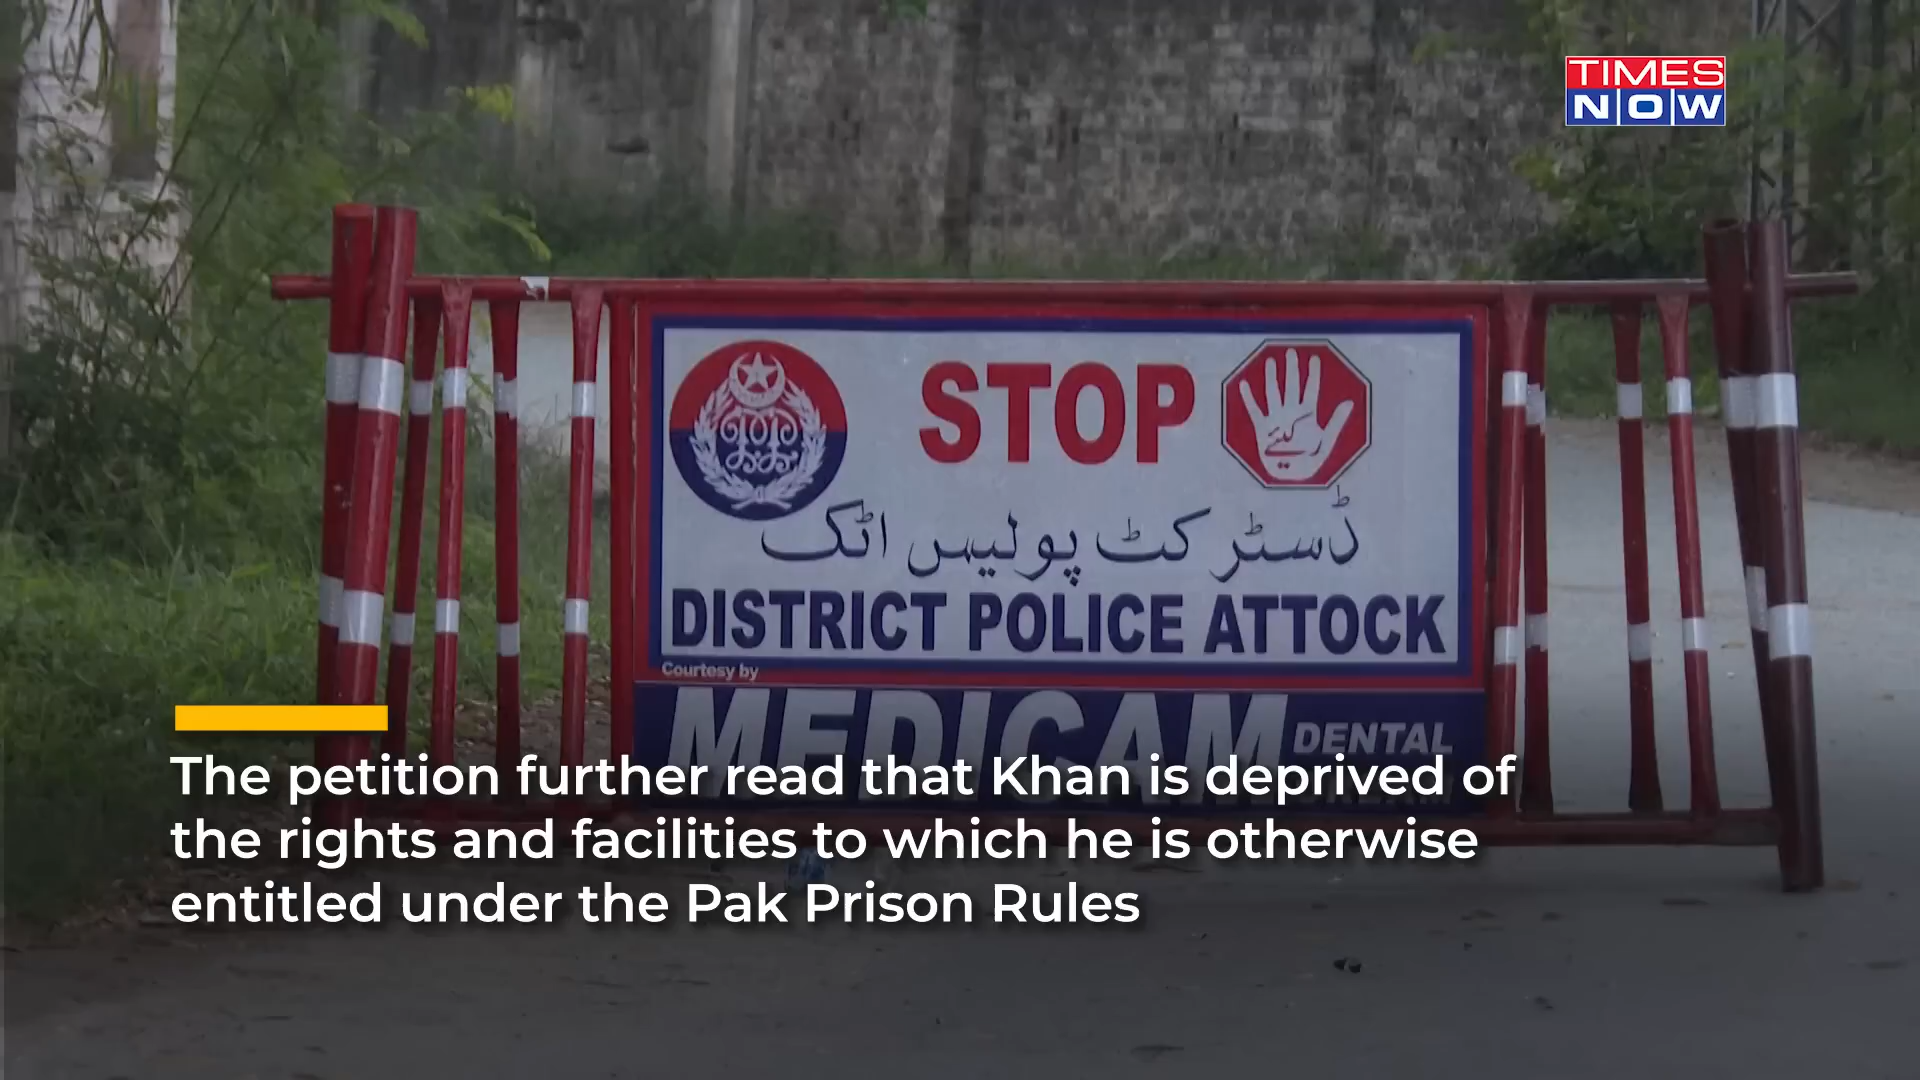 TIMES
NOW
STOP
رکیئے
ڈسٹرکٹ پولیس اٹک
DISTRICT POLICE ATTOCK
Courtesy by
MEDICAM DENTAL
The petition further read that Khan is deprived of
the rights and facilities to which he is otherwise
entitled under the Pak Prison Rules